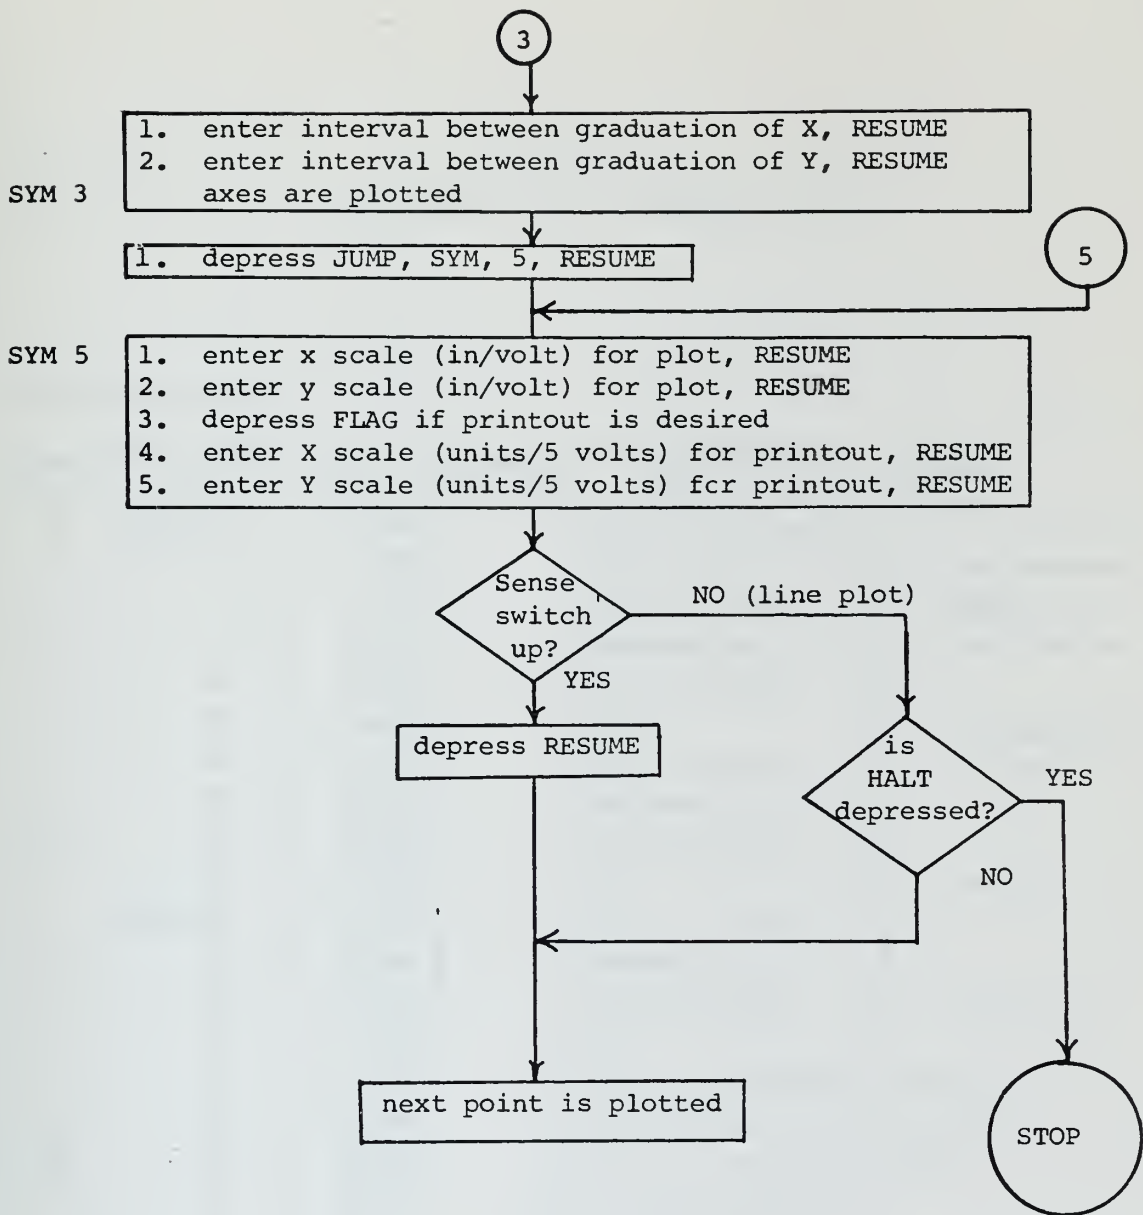 3
1. enter interval between graduation of X, RESUME
2. enter interval between graduation of Y, RESUME
SYM 3 axes are plotted
1. depress JUMP, SYM, 5, RESUME
5
SYM 5 1. enter x scale (in/volt) for plot, RESUME
2. enter y scale (in/volt) for plot, RESUME
3. depress FLAG if printout is desired
4. enter X scale (units/5 volts) for printout, RESUME
5. enter Y scale (units/5 volts) fcr printout, RESUME
Sense
switch
up?
NO (line plot)
YES
depress RESUME
is
HALT
depressed?
YES
NO
next point is plotted
STOP